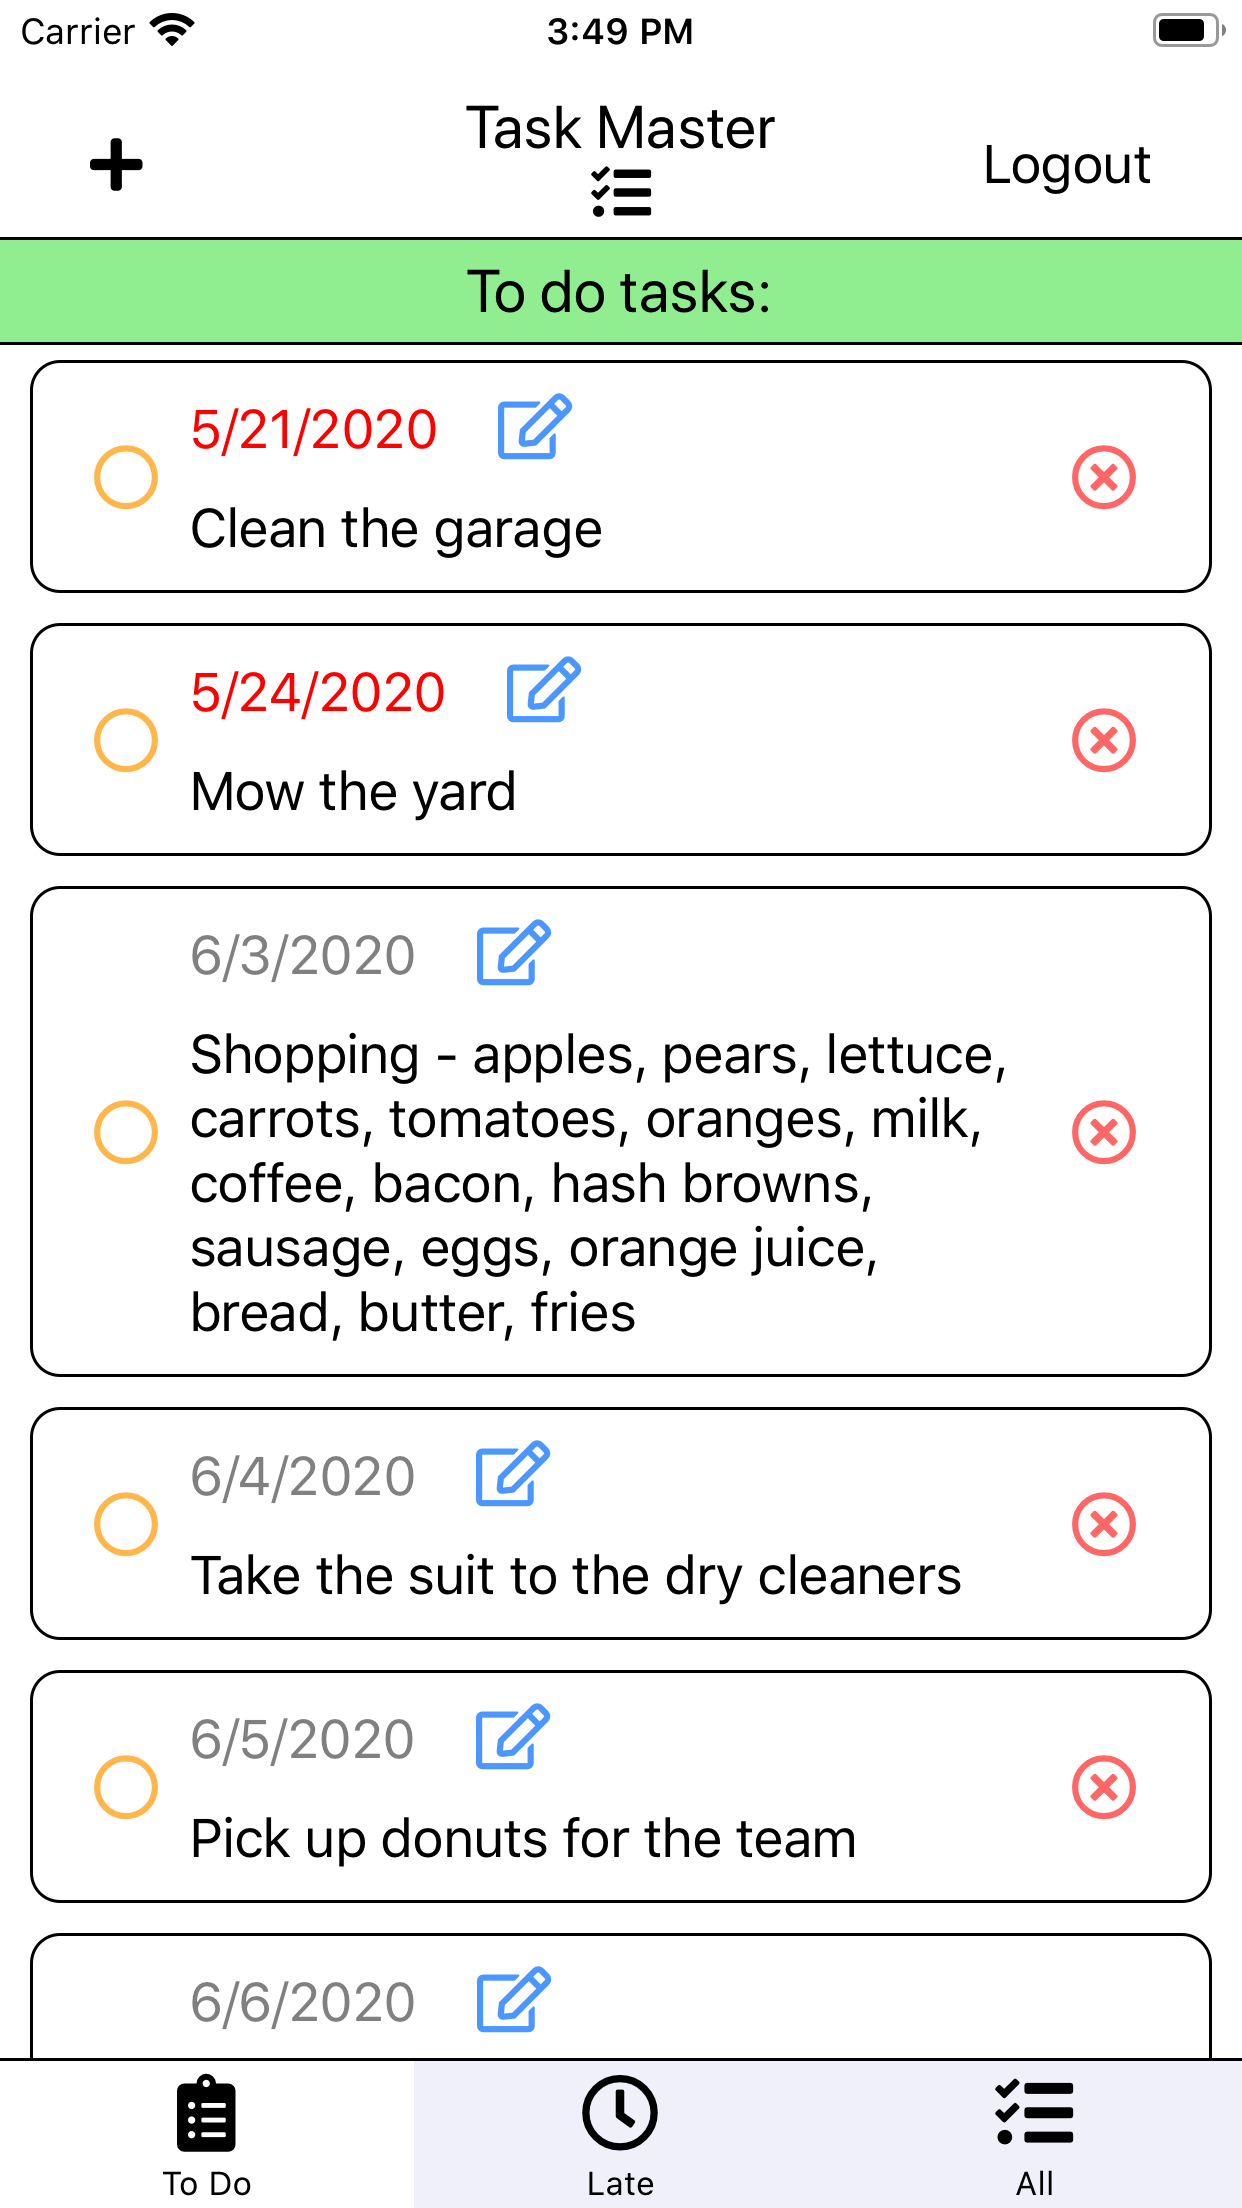 Carrier
3:49 PM
Task Master
Logout
To do tasks:
5/21/2020
Clean the garage
5/24/2020
Mow the yard
6/3/2020
Shopping - apples, pears, lettuce,
carrots, tomatoes, oranges, milk,
coffee, bacon, hash browns,
sausage, eggs, orange juice,
bread, butter, fries
6/4/2020
Take the suit to the dry cleaners
6/5/2020
Pick up donuts for the team
6/6/2020
To Do
Late
All